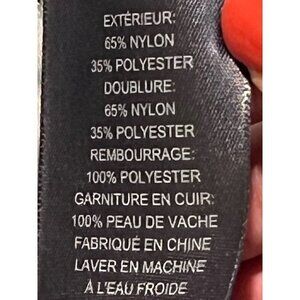 EXTÉRIEUR:
65% NYLON
35% POLYESTER
DOUBLURE:
65% NYLON
35% POLYESTER
REMBOURRAGE:
100% POLYESTER
GARNITURE EN CUIR:
100% PEAU DE VACHE
FABRIQUÉ EN CHINE
LAVER EN MACHINE
À L'EAU FROIDE